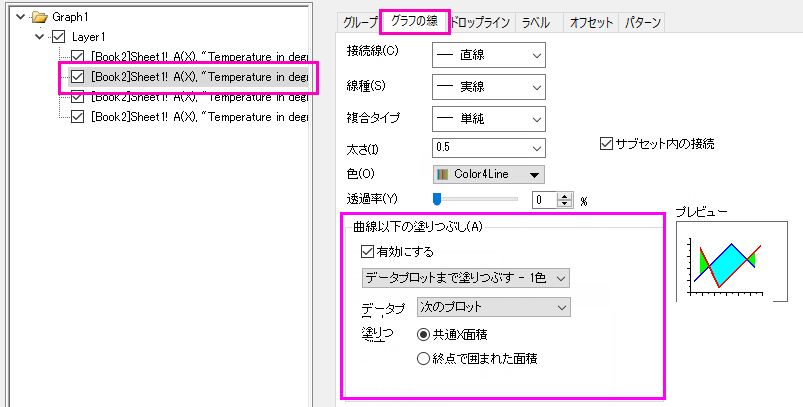 Graph1
Layer1
[Book2]Sheet1! A(X), "Temperature in degr
[Book2]Sheet1! A(X), "Temperature in degr
[Book2]Sheet1! A(X), "Temperature in degr
[Book2]Sheet1! A(X), "Temperature in degr
グループ グラフの線 ドロップライン ラベル オフセット パターン
接続線(C) 直線
線種(S) 実線
複合タイプ 単純
太さ(I) 0.5
サブセット内の接続
色(O) Color4Line
透過率(Y) 0 %
プレビュー
曲線以下の塗りつぶし(A)
有効にする
データプロットまで塗りつぶす - 1色
データプ 次のプロット
塗りつ 共通X面積
終点で囲まれた面積